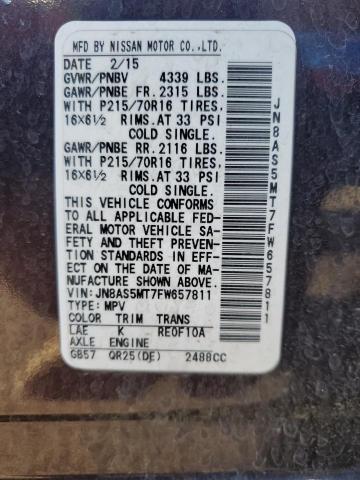 MFD BY NISSAN MOTOR CO.,LTD.
DATE 2/15
GVWR/PNBV 4339 LBS.
GAWR/PNBE FR. 2315 LBS.
WITH P215/70R16 TIRES,
16X6½ RIMS. AT 33 PSI
COLD SINGLE.
GAWR/PNBE RR. 2116 LBS.
WITH P215/70R16 TIRES,
16X6½ RIMS. AT 33 PSI
COLD SINGLE.
THIS VEHICLE CONFORMS
TO ALL APPLICABLE FED-
ERAL MOTOR VEHICLE SA-
FETY AND THEFT PREVEN-
TION STANDARDS IN EFF-
ECT ON THE DATE OF MA-
NUFACTURE SHOWN ABOVE.
VIN: JN8AS5MT7FW657811
TYPE: MPV
COLOR TRIM TRANS
LAE K RE0F10A
AXLE ENGINE
GB57 QR25(DE) 2488CC
JN8AS5MT7FW657811